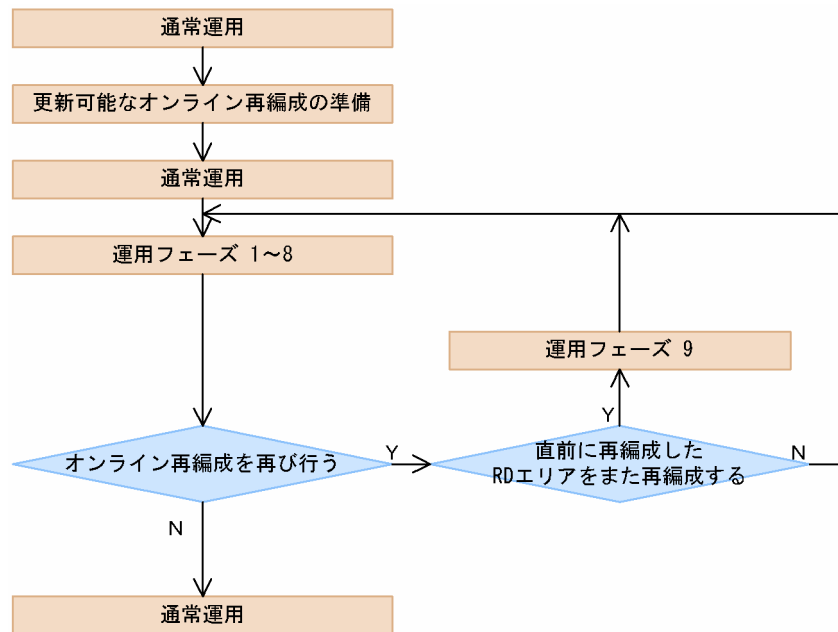 通常運用
更新可能なオンライン再編成の準備
通常運用
運用フェーズ 1～8
運用フェーズ 9
オンライン再編成を再び行う
Y
直前に再編成した
RDエリアをまた再編成する
Y
N
N
通常運用